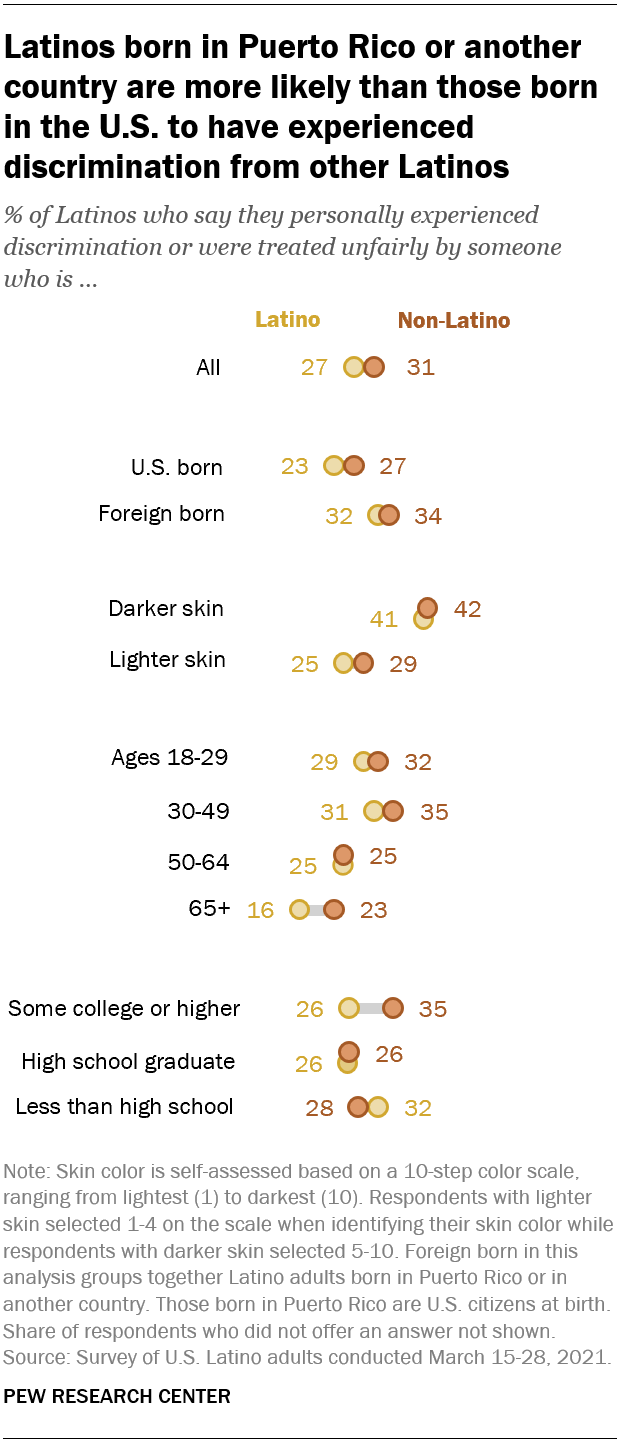 Latinos born in Puerto Rico or another
country are more likely than those born
in the U.S. to have experienced
discrimination from other Latinos
% of Latinos who say they personally experienced
discrimination or were treated unfairly by someone
who is ...
Latino Non-Latino
All 27 31
U.S. born 23 27
Foreign born 32 34
Darker skin 41 42
Lighter skin 25 29
Ages 18-29 29 32
30-49 31 35
50-64 25 25
65+ 16 23
Some college or higher 26 35
High school graduate 26 26
Less than high school 28 32
Note: Skin color is self-assessed based on a 10-step color scale,
ranging from lightest (1) to darkest (10). Respondents with lighter
skin selected 1-4 on the scale when identifying their skin color while
respondents with darker skin selected 5-10. Foreign born in this
analysis groups together Latino adults born in Puerto Rico or in
another country. Those born in Puerto Rico are U.S. citizens at birth.
Share of respondents who did not offer an answer not shown.
Source: Survey of U.S. Latino adults conducted March 15-28, 2021.
PEW RESEARCH CENTER